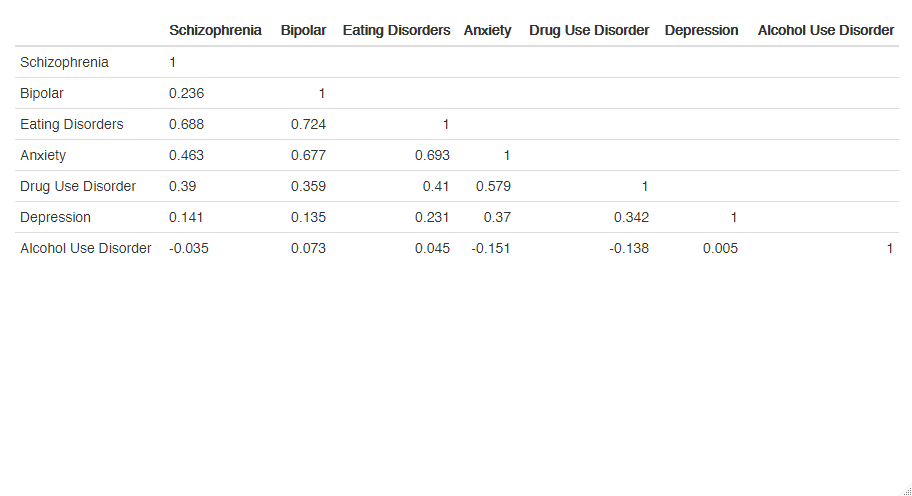 Schizophrenia Bipolar Eating Disorders Anxiety Drug Use Disorder Depression Alcohol Use Disorder
Schizophrenia 1
Bipolar 0.236 1
Eating Disorders 0.688 0.724 1
Anxiety 0.463 0.677 0.693 1
Drug Use Disorder 0.39 0.359 0.41 0.579 1
Depression 0.141 0.135 0.231 0.37 0.342 1
Alcohol Use Disorder -0.035 0.073 0.045 -0.151 -0.138 0.005 1